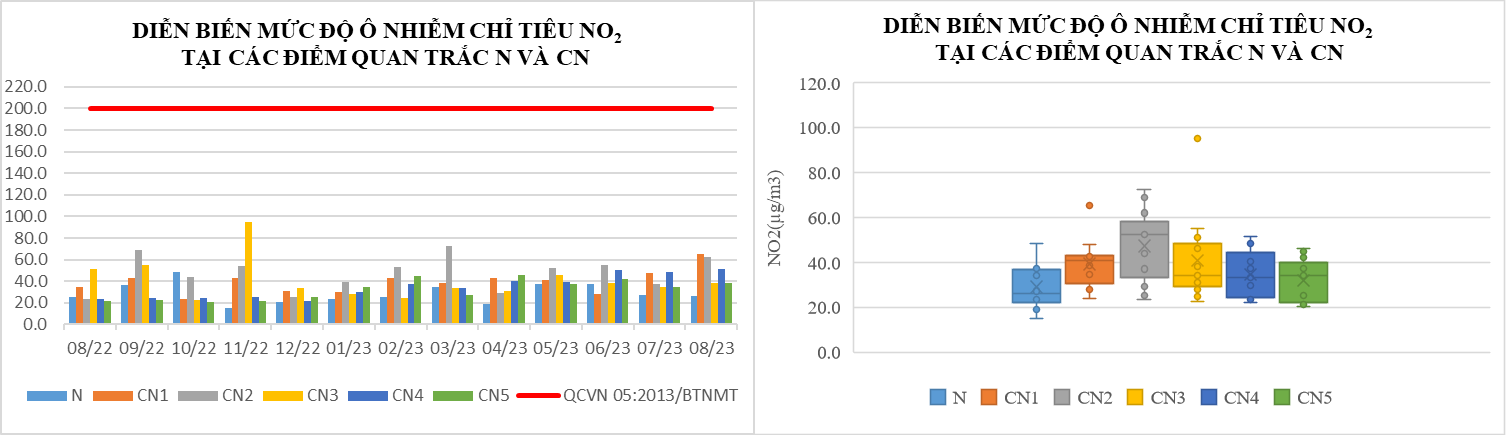 DIỄN BIẾN MỨC ĐỘ Ô NHIỄM CHỈ TIÊU NO₂
TẠI CÁC ĐIỂM QUAN TRẮC N VÀ CN
220.0
200.0
180.0
160.0
140.0
120.0
100.0
80.0
60.0
40.0
20.0
0.0
08/22 09/22 10/22 11/22 12/22 01/23 02/23 03/23 04/23 05/23 06/23 07/23 08/23
N CN1 CN2 CN3 CN4 CN5 QCVN 05:2013/BTNMT
DIỄN BIẾN MỨC ĐỘ Ô NHIỄM CHỈ TIÊU NO₂
TẠI CÁC ĐIỂM QUAN TRẮC N VÀ CN
NO2(µg/m3)
120.0
100.0
80.0
60.0
40.0
20.0
0.0
N CN1 CN2 CN3 CN4 CN5